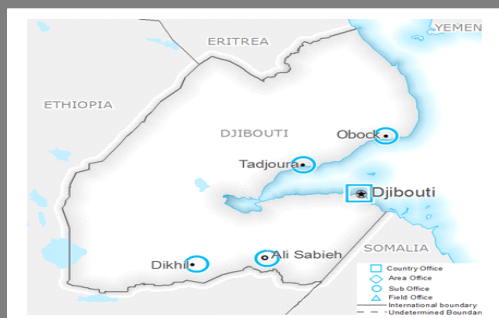 YEMEN
ERITREA
ETHIOPIA
DJIBOUTI
Obock
Tadjoura
Djibouti
SOMALIA
Ali Sabieh
Dikhil
Country Office
Area Office
Sub Office
Field Office
International boundary
Undetermined Boundar